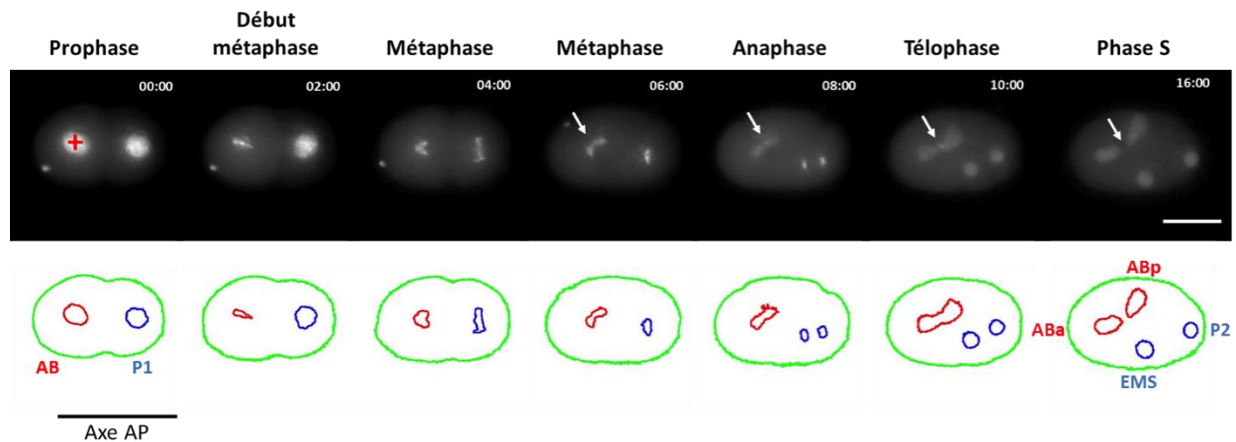 Prophase
Début
métaphase
Métaphase
Métaphase
Anaphase
Télophase
Phase S
00:00
02:00
04:00
06:00
08:00
10:00
16:00
AB
P1
ABp
ABa
P2
EMS
Axe AP